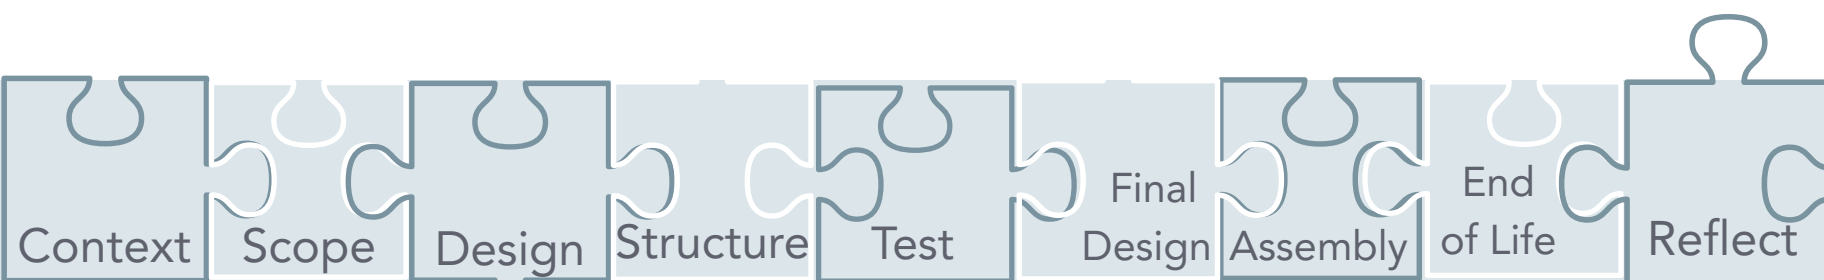 Context
Scope
Design
Structure
Test
Final
Design
Assembly
End
of Life
Reflect